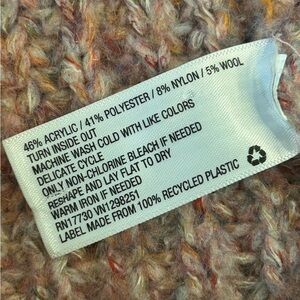 46% ACRYLIC / 41% POLYESTER / 8% NYLON / 5% WOOL
TURN INSIDE OUT
MACHINE WASH COLD WITH LIKE COLORS
DELICATE CYCLE
ONLY NON-CHLORINE BLEACH IF NEEDED
RESHAPE AND LAY FLAT TO DRY
WARM IRON IF NEEDED
RN17730 VN1298251
LABEL MADE FROM 100% RECYCLED PLASTIC